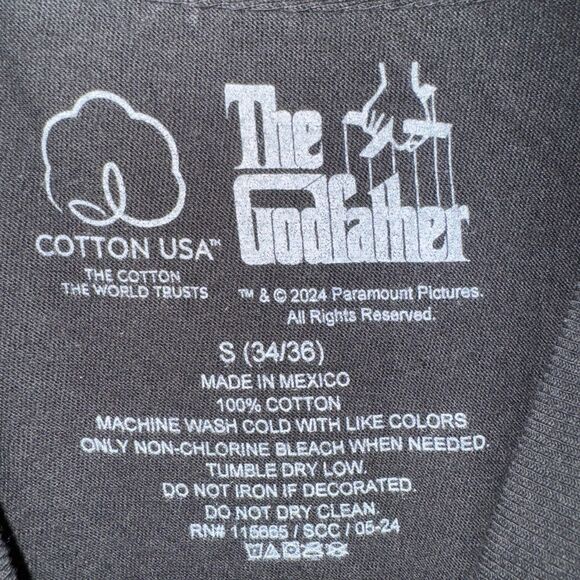 COTTON USA™
THE COTTON
THE WORLD TRUSTS
The
Godfather
™ & © 2024 Paramount Pictures.
All Rights Reserved.
S (34/36)
MADE IN MEXICO
100% COTTON
MACHINE WASH COLD WITH LIKE COLORS
ONLY NON-CHLORINE BLEACH WHEN NEEDED.
TUMBLE DRY LOW.
DO NOT IRON IF DECORATED.
DO NOT DRY CLEAN.
RN# 115665 / SCC / 05-24